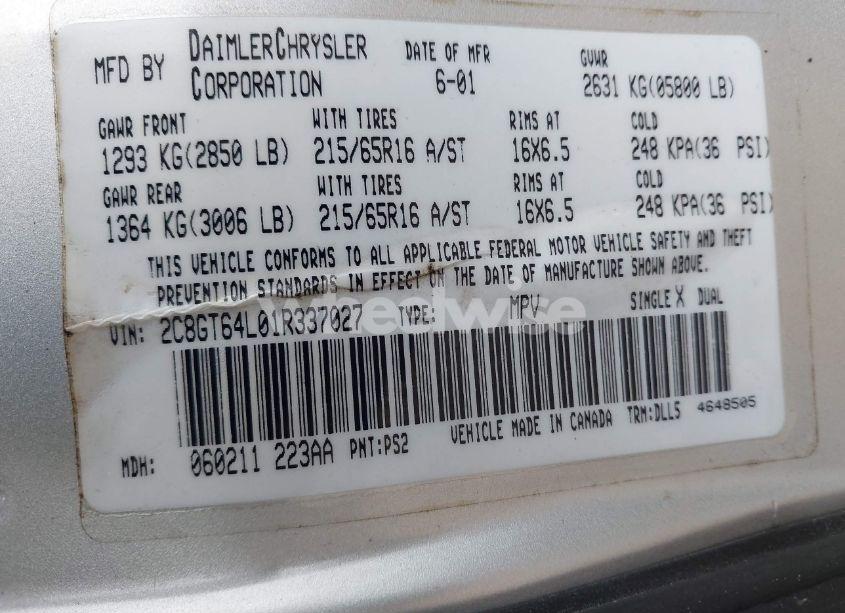 MFD BY DAIMLERCHRYSLER CORPORATION DATE OF MFR 6-01 GVWR 2631 KG(05800 LB)
GAWR FRONT WITH TIRES RIMS AT COLD
1293 KG(2850 LB) 215/65R16 A/ST 16X6.5 248 KPA(36 PSI)
GAWR REAR WITH TIRES RIMS AT COLD
1364 KG(3006 LB) 215/65R16 A/ST 16X6.5 248 KPA(36 PSI)
THIS VEHICLE CONFORMS TO ALL APPLICABLE FEDERAL MOTOR VEHICLE SAFETY AND THEFT
PREVENTION STANDARDS IN EFFECT ON THE DATE OF MANUFACTURE SHOWN ABOVE.
VIN: 2C8GT64L01R337027 TYPE: MPV SINGLE X DUAL
wheelwise
MDH: 060211 223AA PNT:PS2 VEHICLE MADE IN CANADA TRM:DLL5 4648505